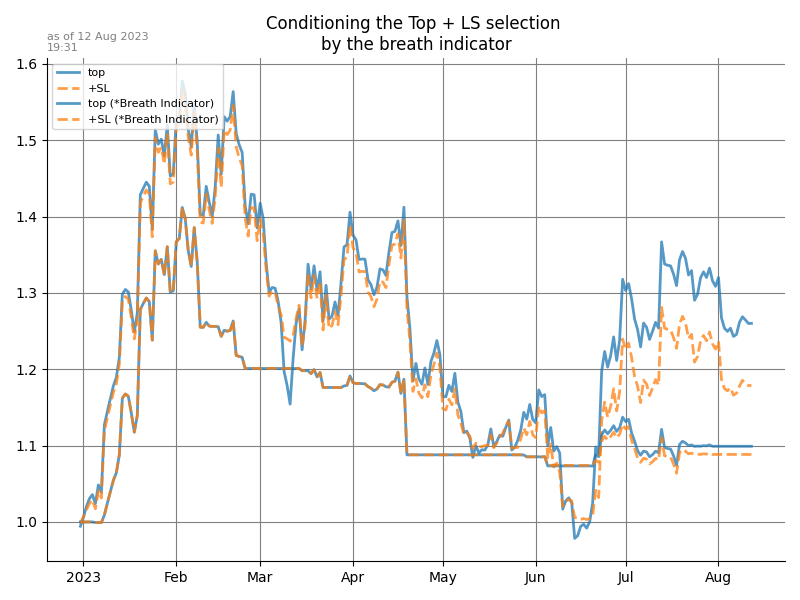 Conditioning the Top + LS selection
by the breath indicator
as of 12 Aug 2023
19:31
top
+SL
top (*Breath Indicator)
+SL (*Breath Indicator)
1.6
1.5
1.4
1.3
1.2
1.1
1.0
2023 Feb Mar Apr May Jun Jul Aug